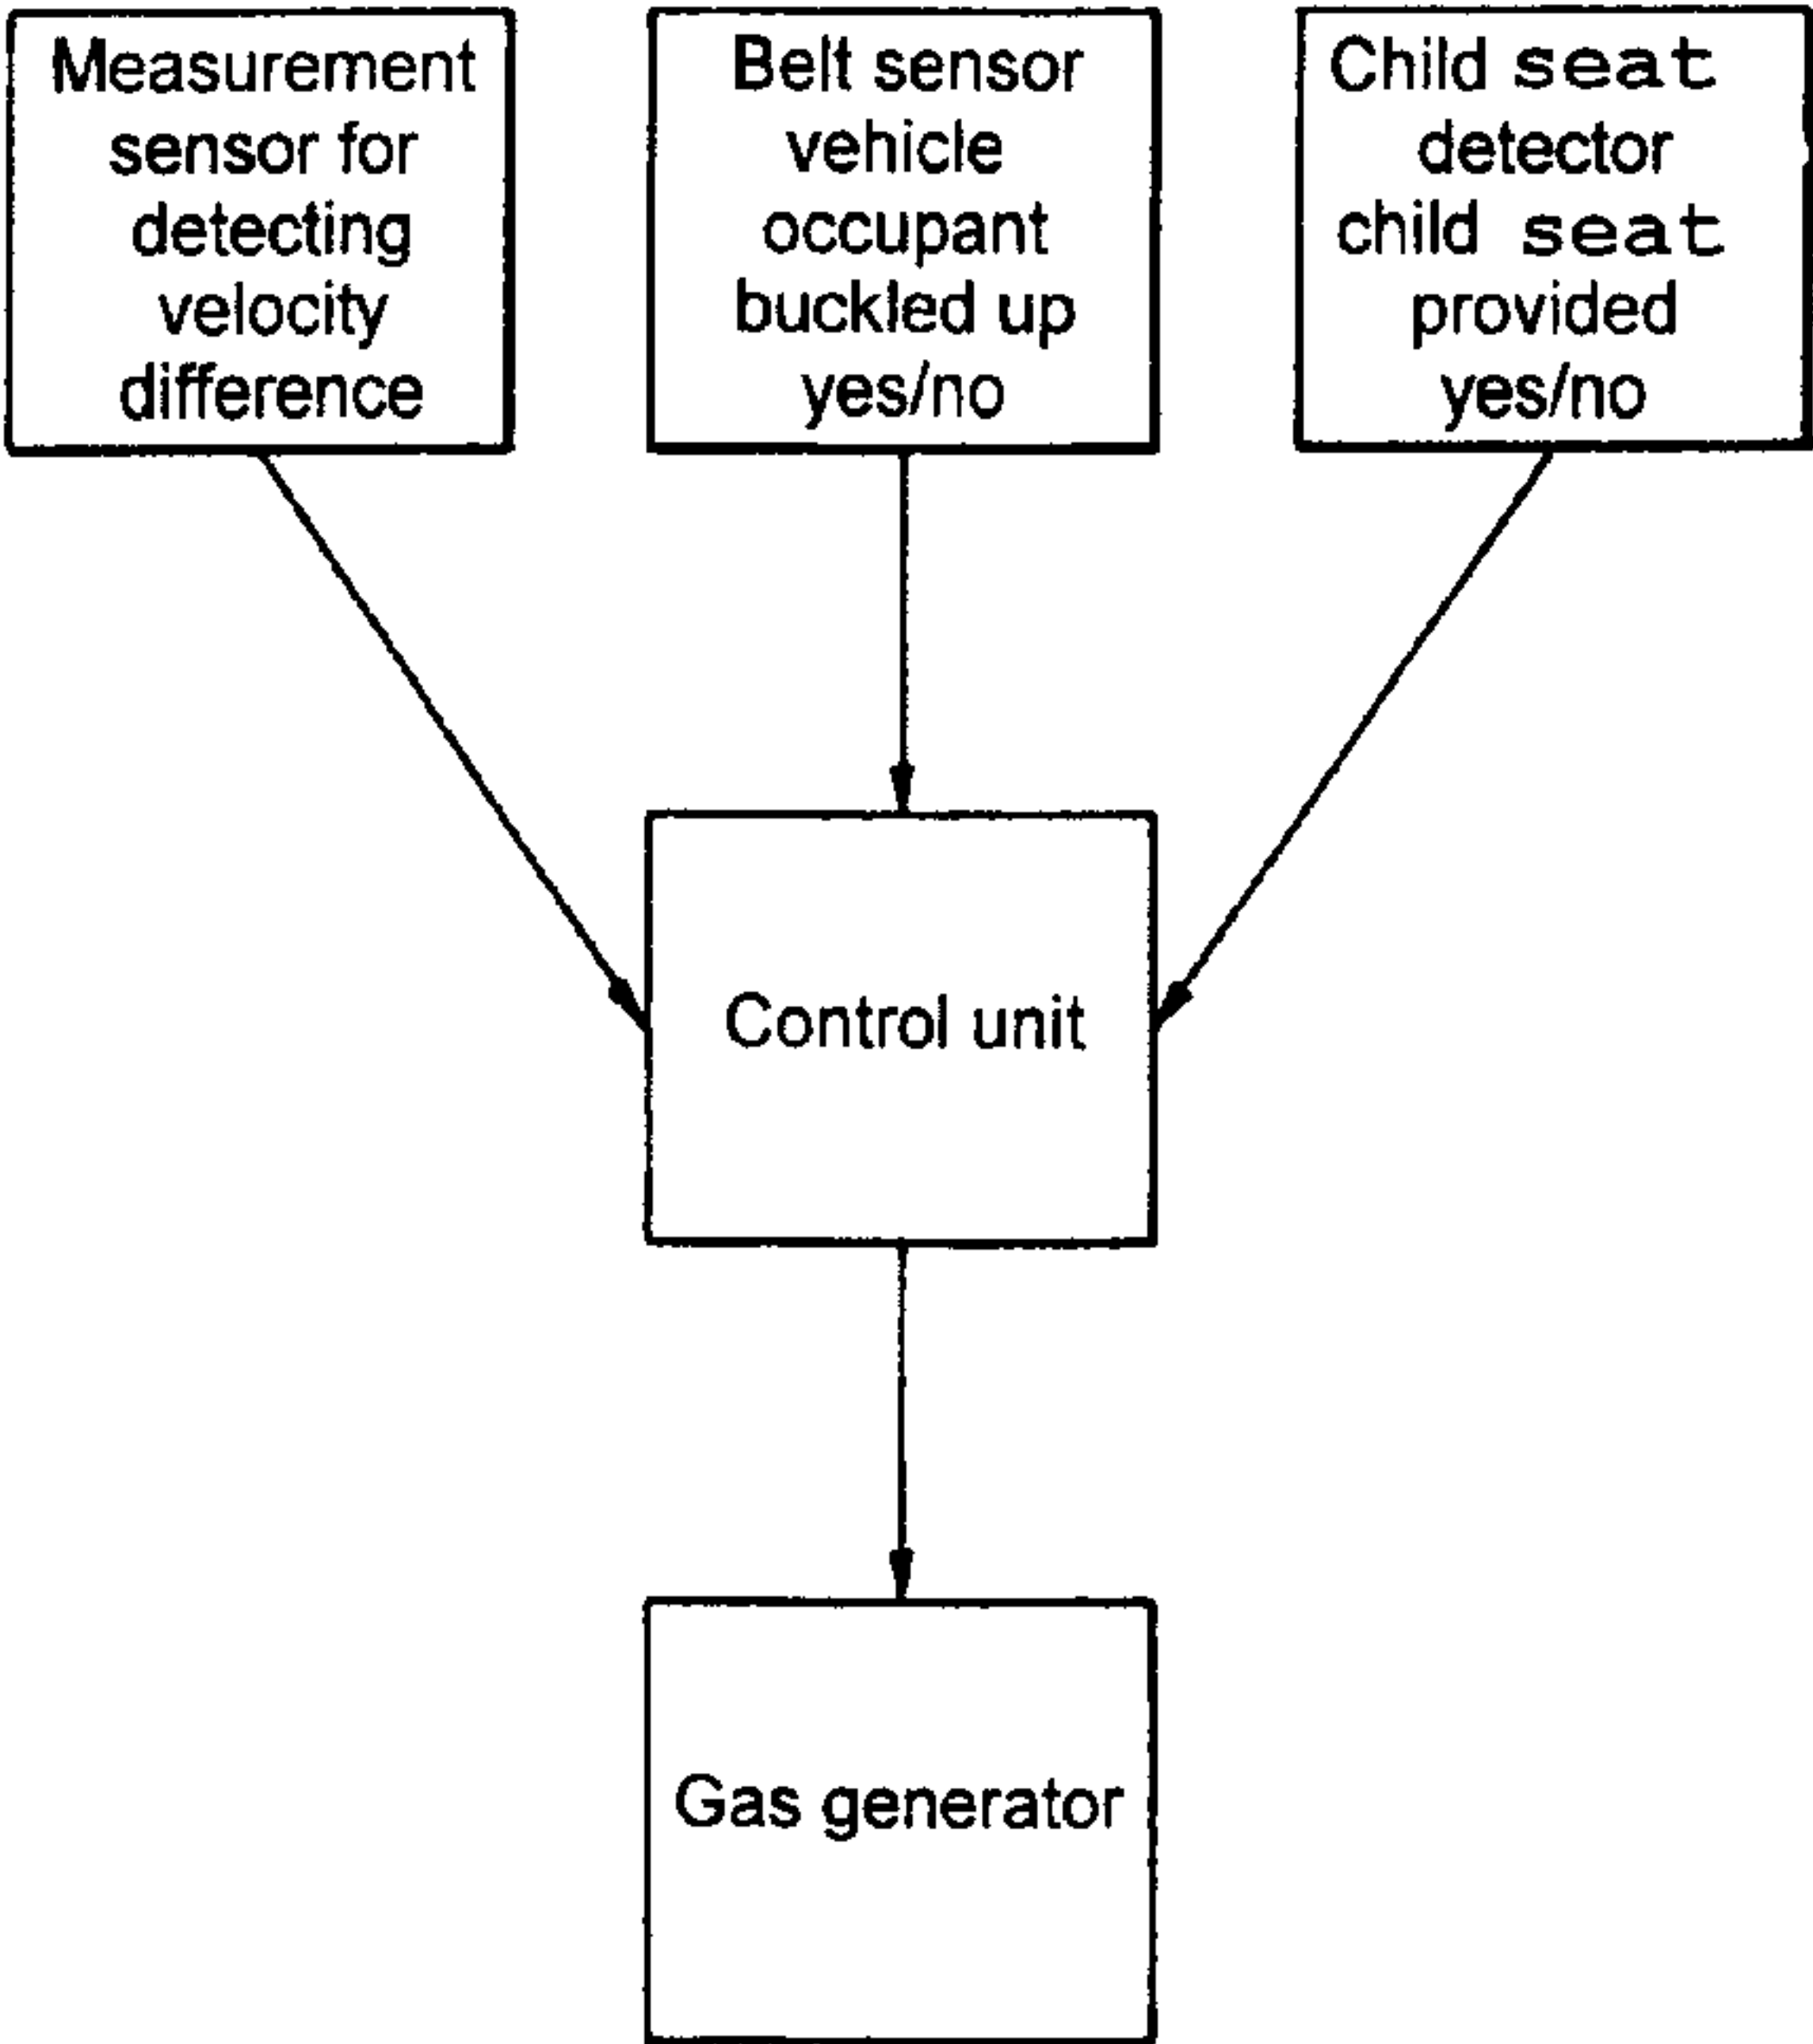 Measurement
sensor for
detecting
velocity
difference
Belt sensor
vehicle
occupant
buckled up
yes/no
Child seat
detector
child seat
provided
yes/no
Control unit
Gas generator